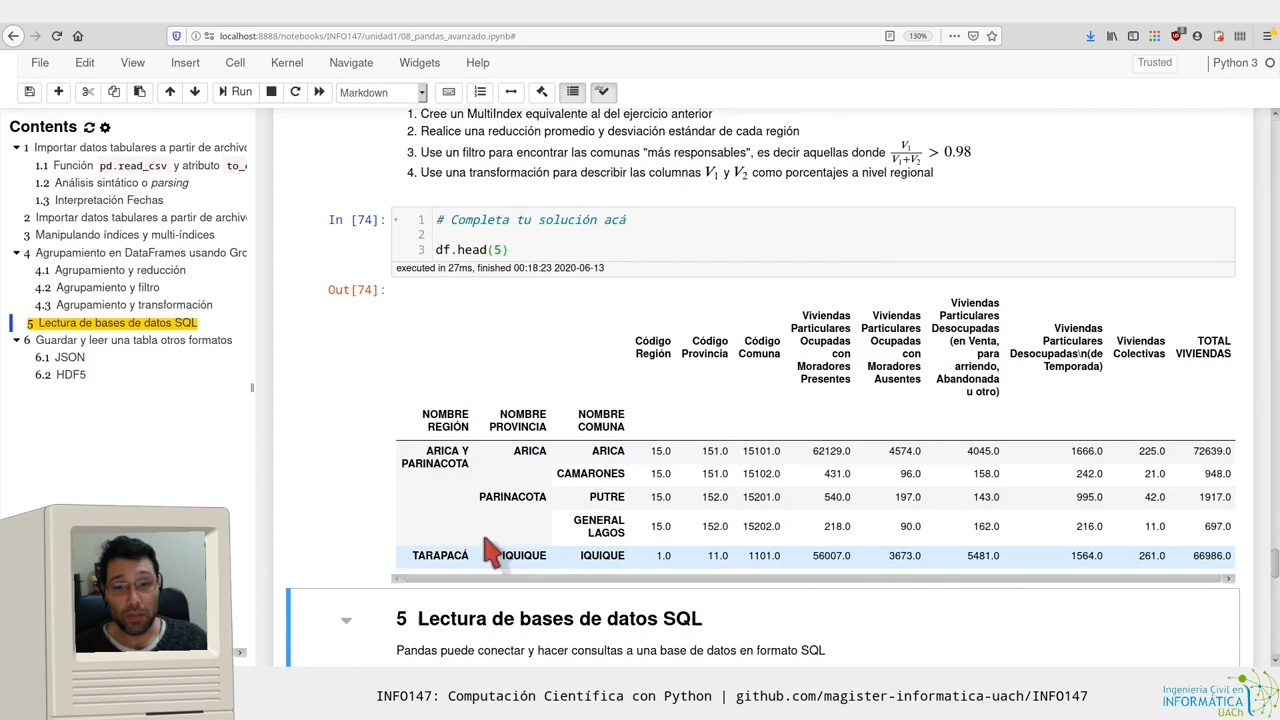 localhost:8888/notebooks/INFO147/unidad1/08_pandas_avanzado.ipynb#
130%
File Edit View Insert Cell Kernel Navigate Widgets Help
Trusted
Python 3
Run
Markdown
Contents
1 Importar datos tabulares a partir de archivo
1.1 Función pd.read_csv y atributo to_
1.2 Análisis sintático o parsing
1.3 Interpretación Fechas
2 Importar datos tabulares a partir de archivo
3 Manipulando índices y multi-índices
4 Agrupamiento en DataFrames usando Gro
4.1 Agrupamiento y reducción
4.2 Agrupamiento y filtro
4.3 Agrupamiento y transformación
5 Lectura de bases de datos SQL
6 Guardar y leer una tabla otros formatos
6.1 JSON
6.2 HDF5
1. Cree un MultiIndex equivalente al del ejercicio anterior
2. Realice una reducción promedio y desviación estándar de cada región
3. Use un filtro para encontrar las comunas "más responsables", es decir aquellas donde V1/(V1+V2) > 0.98
4. Use una transformación para describir las columnas V1 y V2 como porcentajes a nivel regional
In [74]:
1 # Completa tu solución acá
2
3 df.head(5)
executed in 27ms, finished 00:18:23 2020-06-13
Out[74]:
Código Región
Código Provincia
Código Comuna
Viviendas Particulares Ocupadas con Moradores Presentes
Viviendas Particulares Ocupadas con Moradores Ausentes
Viviendas Particulares Desocupadas (en Venta, para arriendo, Abandonada u otro)
Viviendas Particulares Desocupadas\n(de Temporada)
Viviendas Colectivas
TOTAL VIVIENDAS
NOMBRE REGIÓN
NOMBRE PROVINCIA
NOMBRE COMUNA
ARICA Y PARINACOTA ARICA ARICA 15.0 151.0 15101.0 62129.0 4574.0 4045.0 1666.0 225.0 72639.0
CAMARONES 15.0 151.0 15102.0 431.0 96.0 158.0 242.0 21.0 948.0
PARINACOTA PUTRE 15.0 152.0 15201.0 540.0 197.0 143.0 995.0 42.0 1917.0
GENERAL LAGOS 15.0 152.0 15202.0 218.0 90.0 162.0 216.0 11.0 697.0
TARAPACÁ IQUIQUE IQUIQUE 1.0 11.0 1101.0 56007.0 3673.0 5481.0 1564.0 261.0 66986.0
5 Lectura de bases de datos SQL
Pandas puede conectar y hacer consultas a una base de datos en formato SQL
INFO147: Computación Científica con Python | github.com/magister-informatica-uach/INFO147
Ingeniería Civil en
INFORMÁTICA
UACh